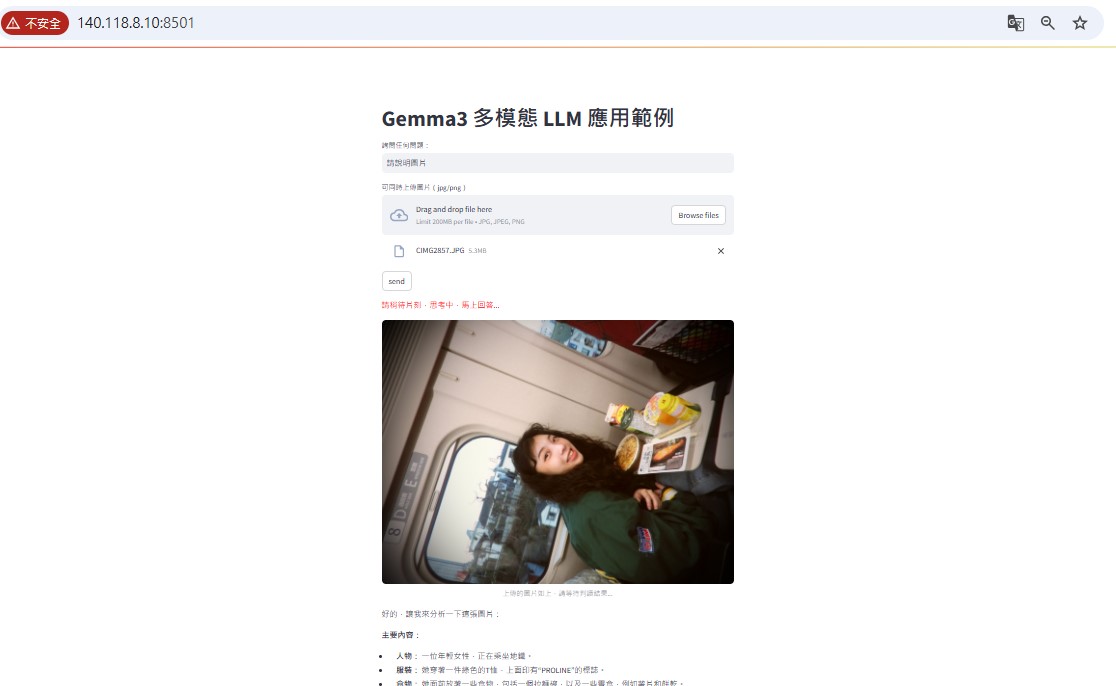 不安全 140.118.8.10:8501
Gemma3 多模態 LLM 應用範例
請問任何問題：
請說明圖片
可同時上傳圖片 ( jpg/png )
Drag and drop file here
Limit 200MB per file • JPG, JPEG, PNG
Browse files
CIMG2857.JPG 5.3MB
send
請稍待片刻，思考中，馬上回答...
8 D E
上傳的圖片如上，請等待判讀結果...
好的，讓我來分析一下這張圖片：
主要內容：
人物： 一位年輕女性，正在乘坐地鐵。
服裝： 她穿著一件綠色的T恤，上面印有“PROLINE”的標誌。
食物： 她面前放著一些食物，包括一個拉麵碗，以及一些零食，例如薯片和餅乾。